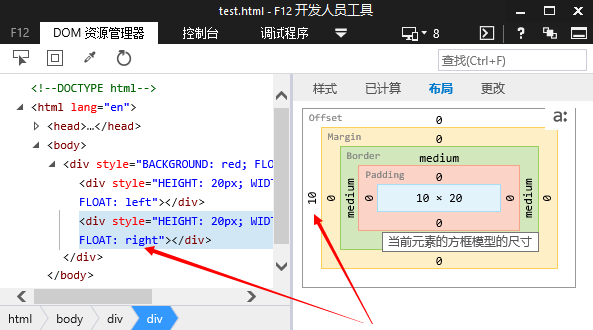 test.html - F12 开发人员工具
F12 DOM 资源管理器 控制台 调试程序 8
查找(Ctrl+F)
<!--DOCTYPE html-->
<html lang="en">
<head>…</head>
<body>
<div style="BACKGROUND: red; FLO
<div style="HEIGHT: 20px; WID
FLOAT: left"></div>
<div style="HEIGHT: 20px; WID
FLOAT: right"></div>
</div>
</body>
html body div div
样式 已计算 布局 更改
a:
Offset 0
Margin 0
Border medium
Padding 0
10 0 medium 0 10 × 20 0 medium 0
0
当前元素的方框模型的尺寸
0